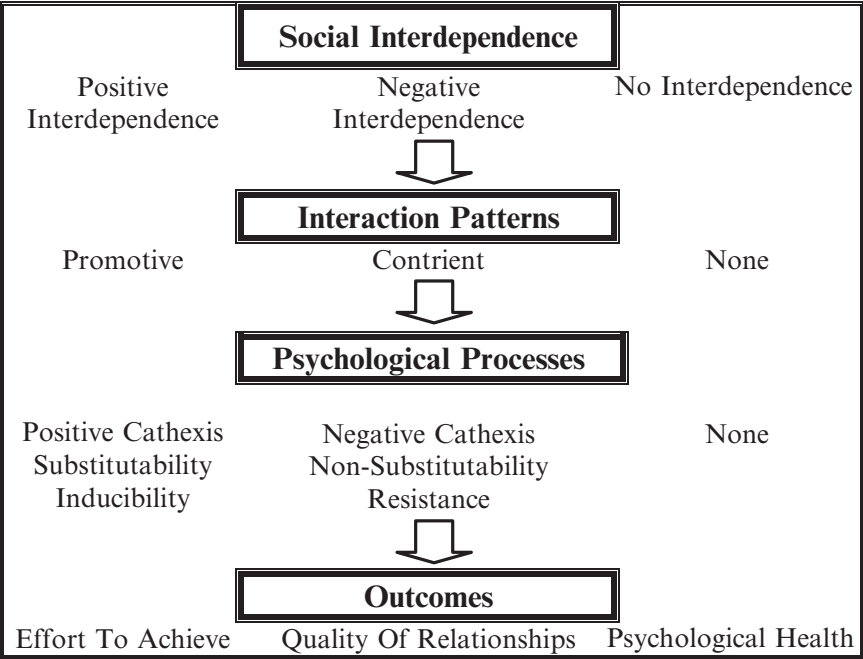 Social Interdependence
Positive
Interdependence
Negative
Interdependence
No Interdependence
Interaction Patterns
Promotive
Contrient
None
Psychological Processes
Positive Cathexis
Substitutability
Inducibility
Negative Cathexis
Non-Substitutability
Resistance
None
Outcomes
Effort To Achieve
Quality Of Relationships
Psychological Health